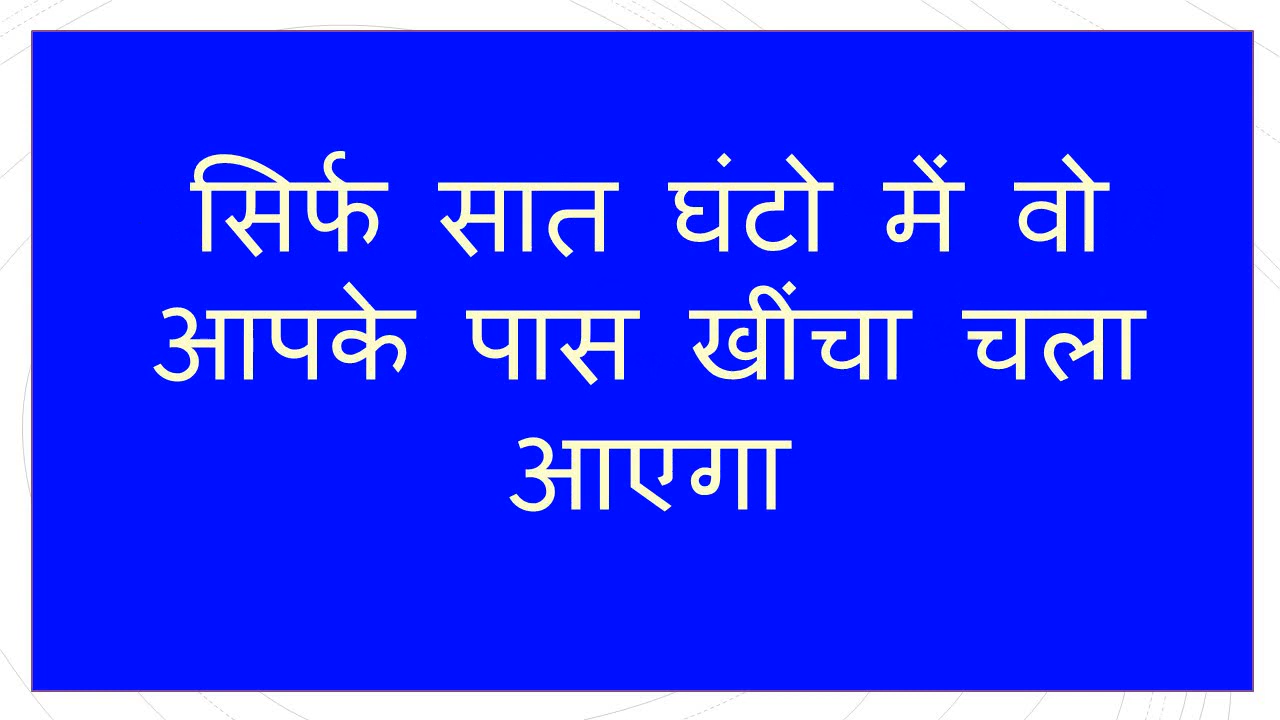 सिर्फ सात घंटो में वो
आपके पास खींचा चला
आएगा